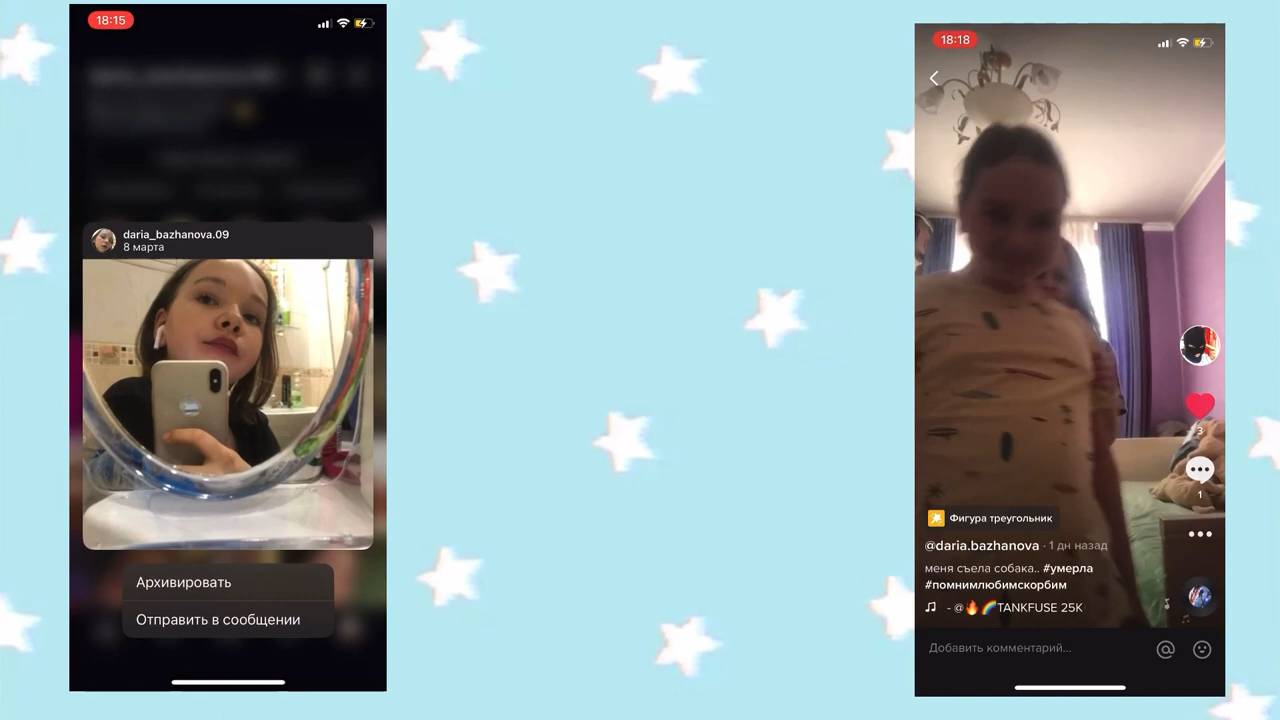 18:15
daria_bazhanova.09
8 марта
Архивировать
Отправить в сообщении
18:18
3
1
Фигура треугольник
@daria.bazhanova · 1 дн назад
меня съела собака.. #умерла
#помнимлюбимскорбим
- @🔥🌈TANKFUSE 25K
Добавить комментарий...